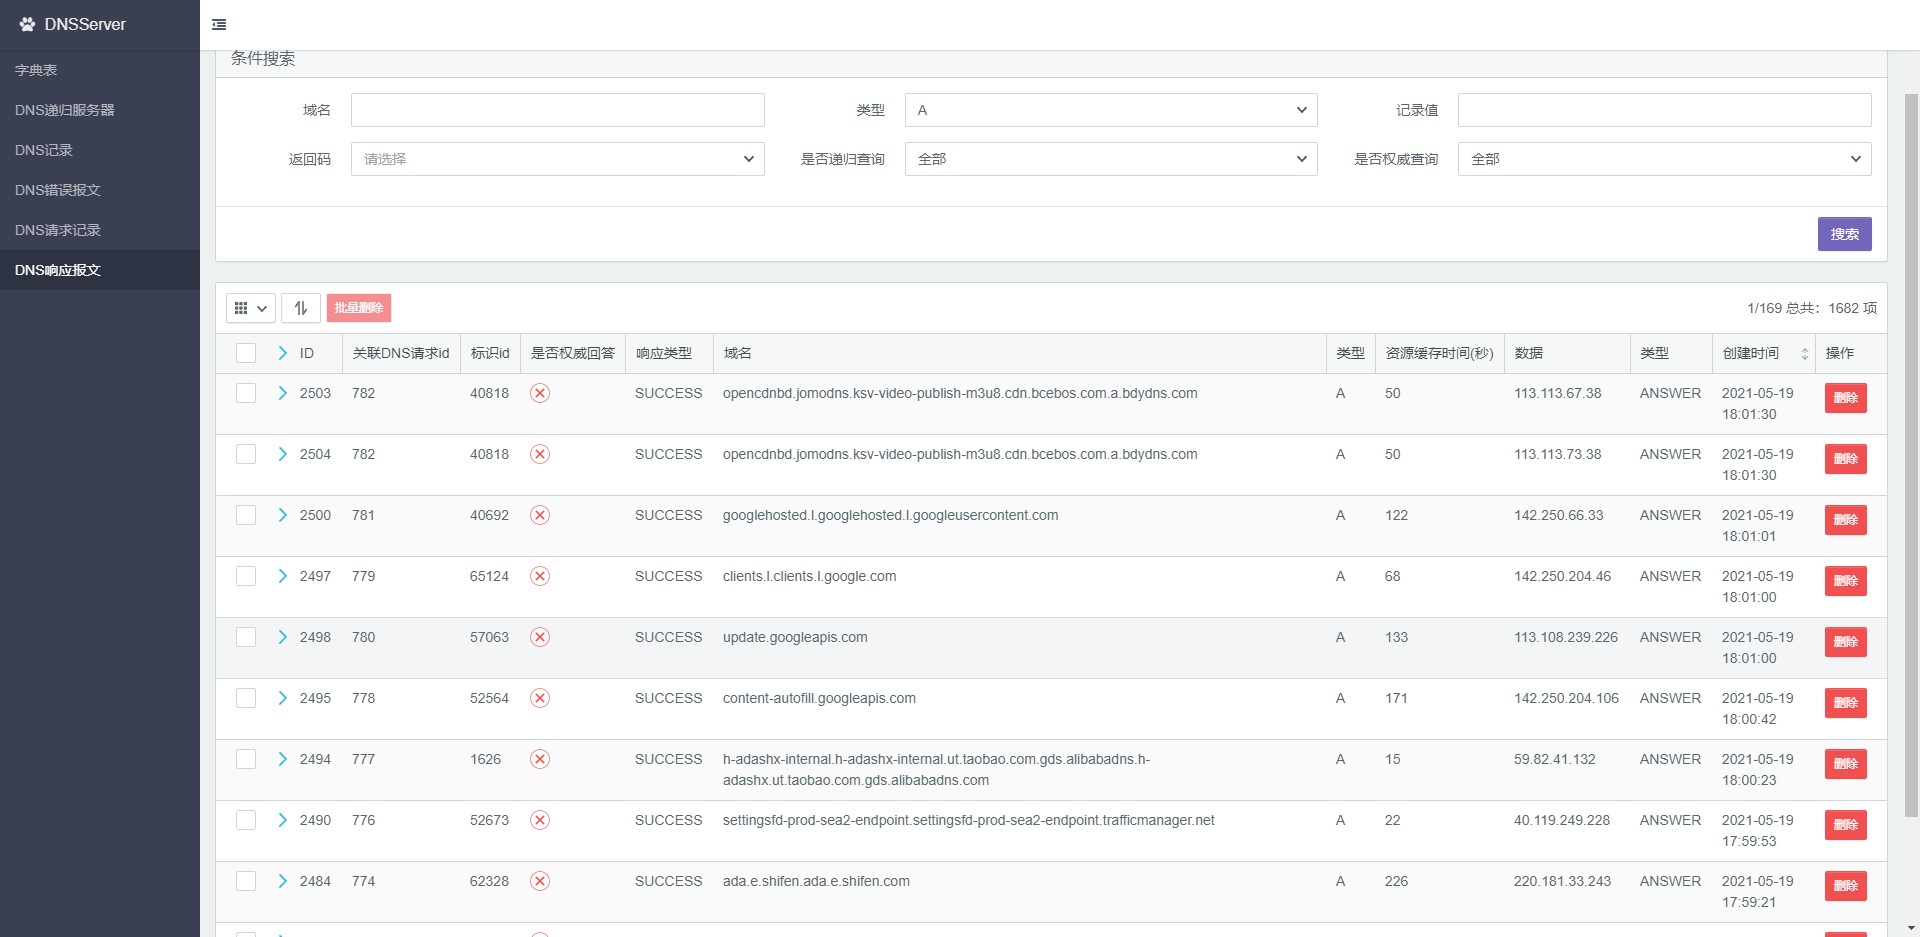 DNSServer
字典表
DNS递归服务器
DNS记录
DNS错误报文
DNS请求记录
DNS响应报文
条件搜索
域名 类型 A 记录值
返回码 请选择 是否递归查询 全部 是否权威查询 全部
搜索
批量删除 1/169 总共：1682 项
ID 关联DNS请求id 标识id 是否权威回答 响应类型 域名 类型 资源缓存时间(秒) 数据 类型 创建时间 操作
2503 782 40818 SUCCESS opencdnbd.jomodns.ksv-video-publish-m3u8.cdn.bcebos.com.a.bdydns.com A 50 113.113.67.38 ANSWER 2021-05-19 删除
18:01:30
2504 782 40818 SUCCESS opencdnbd.jomodns.ksv-video-publish-m3u8.cdn.bcebos.com.a.bdydns.com A 50 113.113.73.38 ANSWER 2021-05-19 删除
18:01:30
2500 781 40692 SUCCESS googlehosted.l.googlehosted.l.googleusercontent.com A 122 142.250.66.33 ANSWER 2021-05-19 删除
18:01:01
2497 779 65124 SUCCESS clients.l.clients.l.google.com A 68 142.250.204.46 ANSWER 2021-05-19 删除
18:01:00
2498 780 57063 SUCCESS update.googleapis.com A 133 113.108.239.226 ANSWER 2021-05-19 删除
18:01:00
2495 778 52564 SUCCESS content-autofill.googleapis.com A 171 142.250.204.106 ANSWER 2021-05-19 删除
18:00:42
2494 777 1626 SUCCESS h-adashx-internal.h-adashx-internal.ut.taobao.com.gds.alibabadns.h- A 15 59.82.41.132 ANSWER 2021-05-19 删除
adashx.ut.taobao.com.gds.alibabadns.com 18:00:23
2490 776 52673 SUCCESS settingsfd-prod-sea2-endpoint.settingsfd-prod-sea2-endpoint.trafficmanager.net A 22 40.119.249.228 ANSWER 2021-05-19 删除
17:59:53
2484 774 62328 SUCCESS ada.e.shifen.ada.e.shifen.com A 226 220.181.33.243 ANSWER 2021-05-19 删除
17:59:21